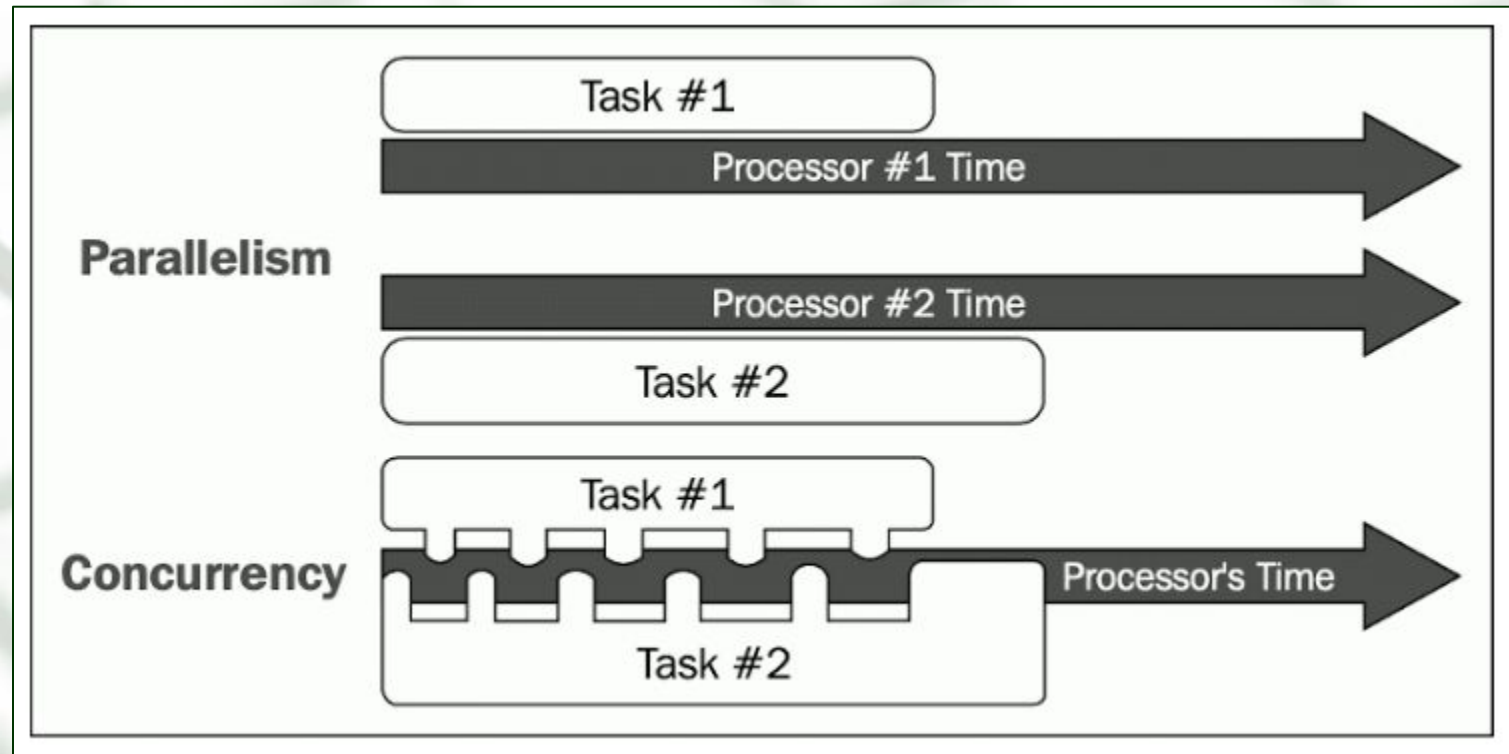 Task #1
Processor #1 Time
Parallelism
Processor #2 Time
Task #2
Task #1
Concurrency
Processor's Time
Task #2